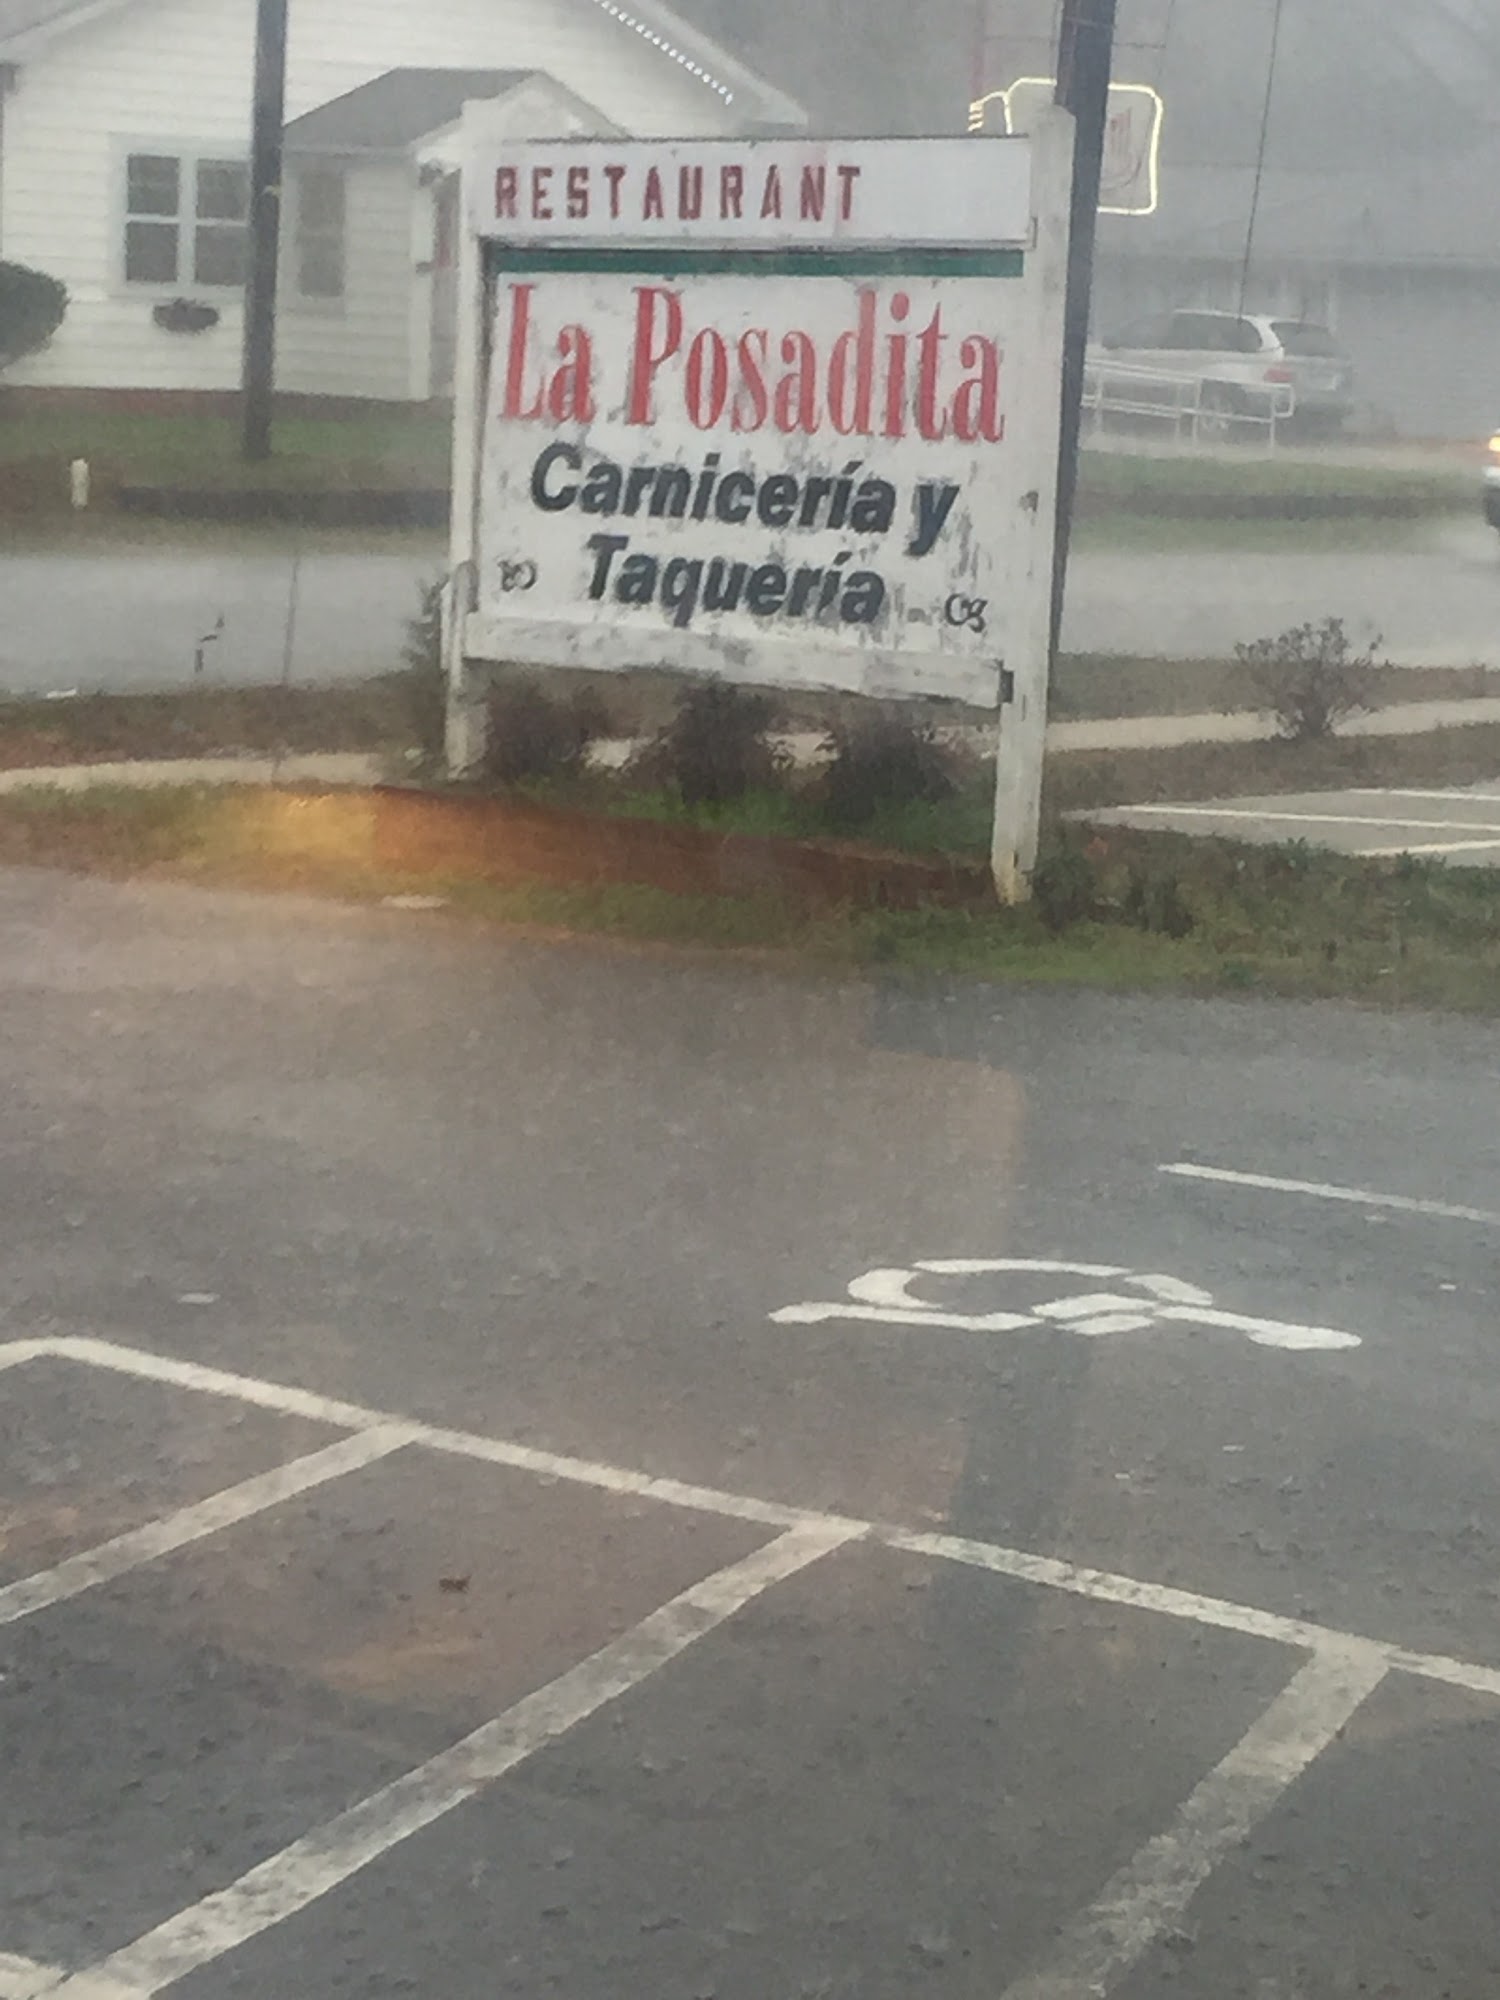 RESTAURANT
La Posadita
Carnicería y
Taquería